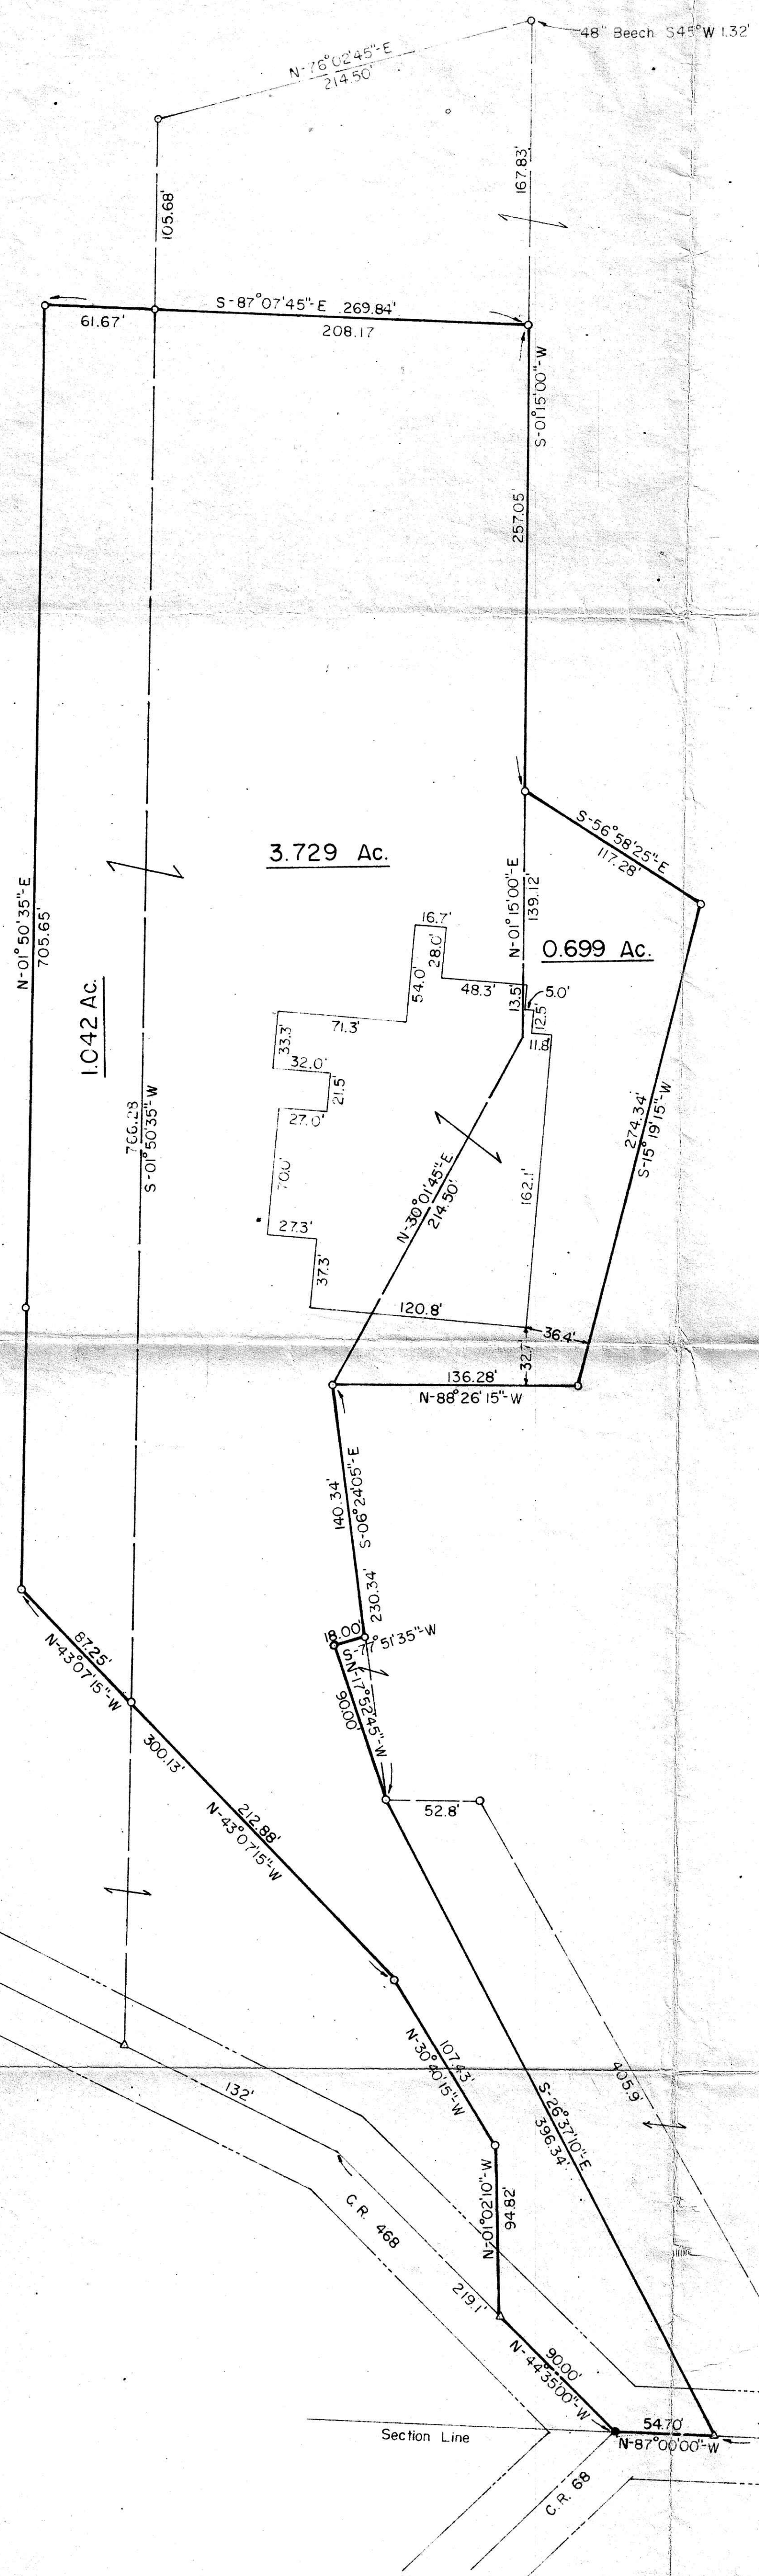 48" Beech S45°W 1.32'
N-76°02'45"-E
214.50'
105.68'
167.83'
S-87°07'45"-E 269.84'
61.67'
208.17
S-01°15'00"-W
257.05'
S-56°58'25"-E
117.28'
3.729 Ac.
N-01°15'00"-E
139.12'
0.699 Ac.
N-01°50'35"-E
705.65'
1.042 Ac.
16.7'
28.0'
54.0'
48.3'
13.5'
5.0'
12.5'
11.8'
71.3'
33.3'
32.0'
21.5'
27.0'
70.0'
27.3'
37.3'
120.8'
162.1'
766.28
S-01°50'35"-W
N-30°01'45"-E
214.50'
274.34'
S-15°19'15"-W
36.4'
32.7'
136.28'
N-88°26'15"-W
140.34'
S-06°24'05"-E
230.34'
18.00'
S-77°51'35"-W
N-17°52'45"-W
90.00'
87.25'
N-43°07'15"-W
300.13'
212.88'
N-43°07'15"-W
52.8'
107.43'
N-30°40'15"-W
132'
405.9'
S-26°37'10"-E
396.34'
C.R. 468
N-01°02'10"-W
94.82'
219.1'
90.00'
N-44°35'00"-W
54.70'
N-87°00'00"-W
Section Line
C.R. 68